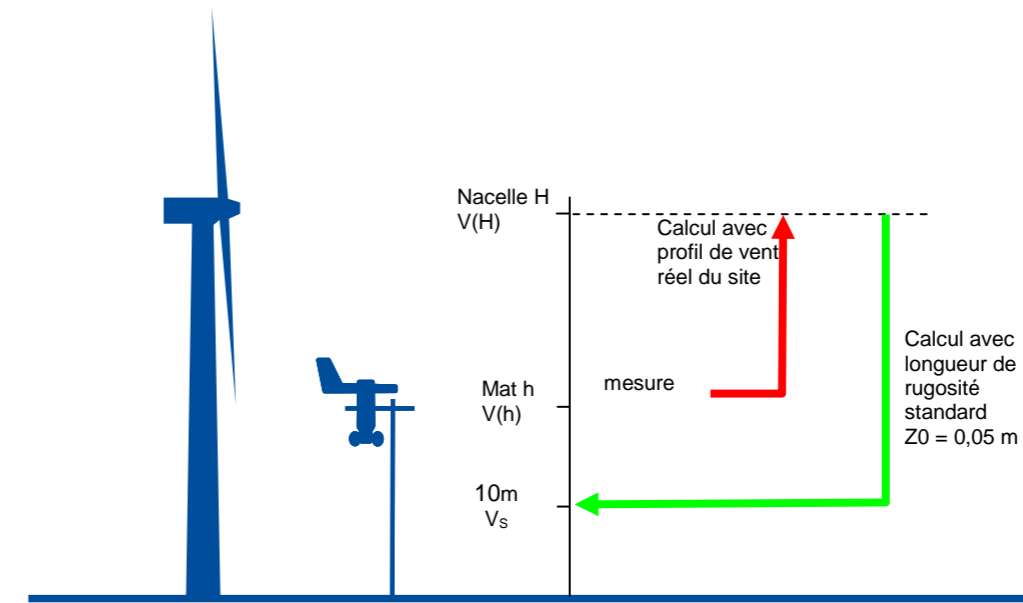 Nacelle H
V(H)
Calcul avec
profil de vent
réel du site
Calcul avec
longueur de
rugosité
standard
Z0 = 0,05 m
Mat h
V(h)
mesure
10m
Vs